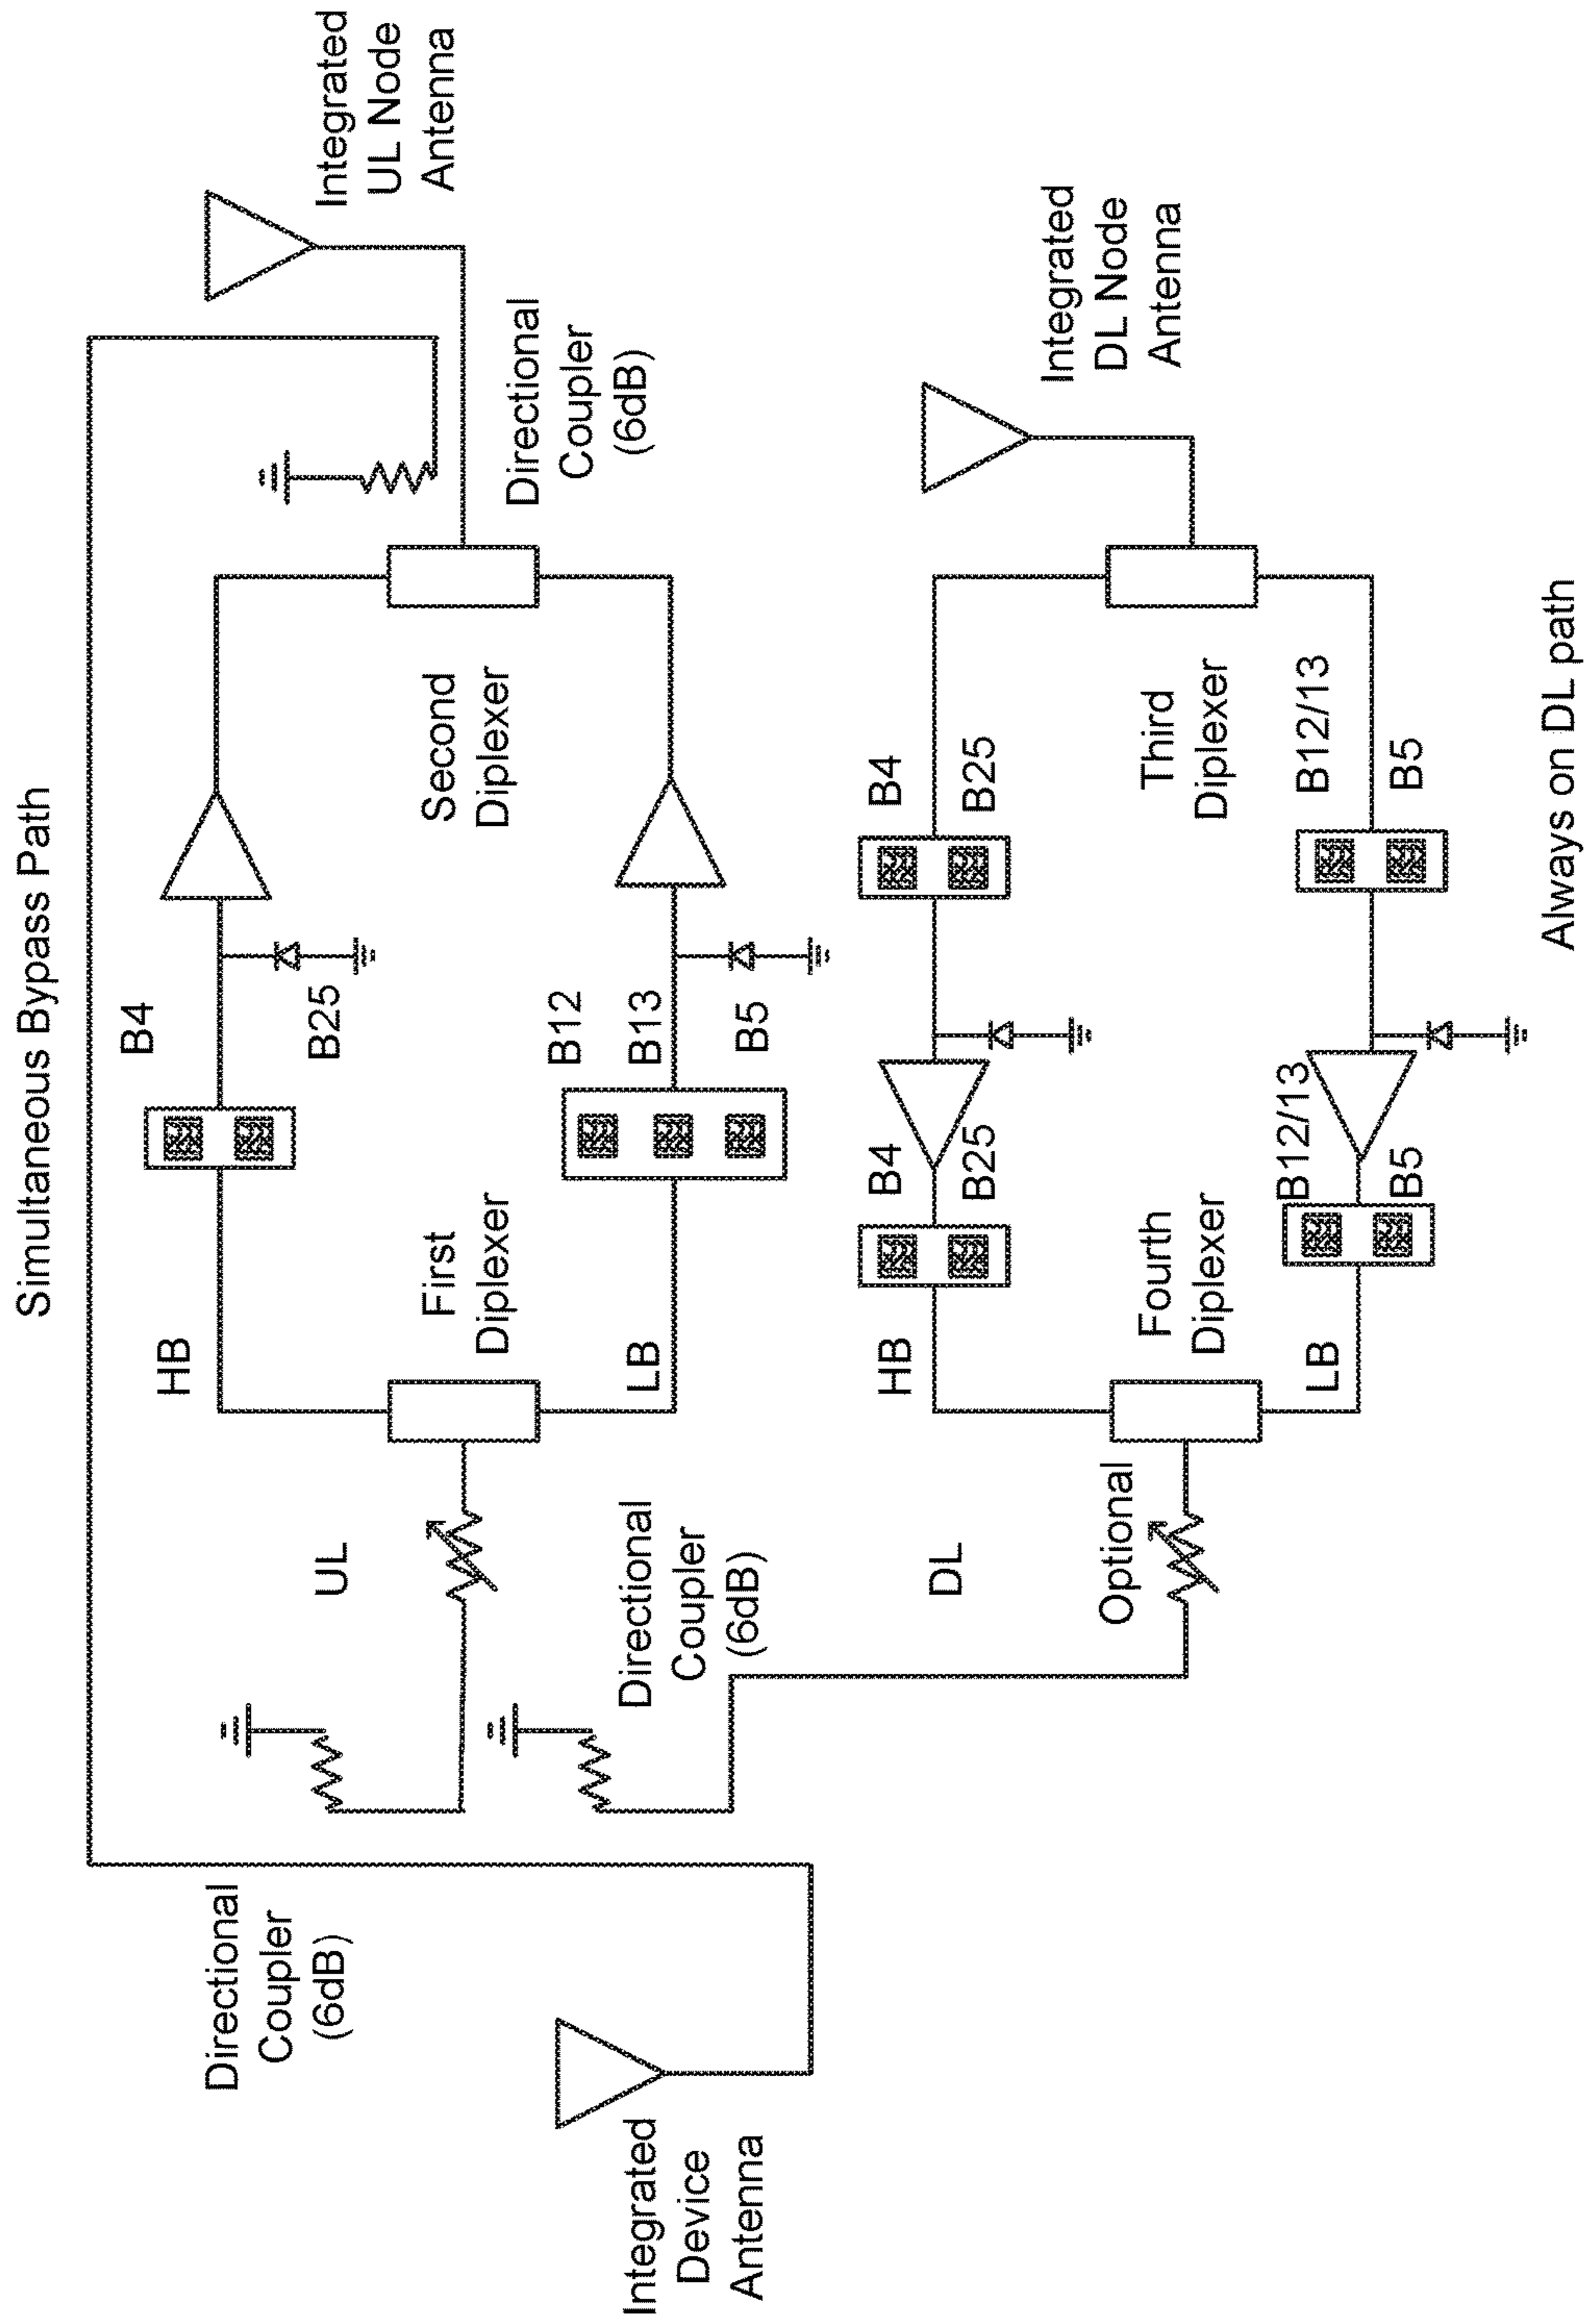 Simultaneous Bypass Path
Integrated
UL Node
Antenna
B4
B25
HB
First
Diplexer
Second
Diplexer
Directional
Coupler
(6dB)
UL
LB
B12
B13
B5
Directional
Coupler
(6dB)
Directional
Coupler
(6dB)
Integrated
Device
Antenna
Integrated
DL Node
Antenna
DL
HB
B4
B25
B4
B25
Optional
Fourth
Diplexer
Third
Diplexer
LB
B12/13
B5
B12/13
B5
Always on DL path